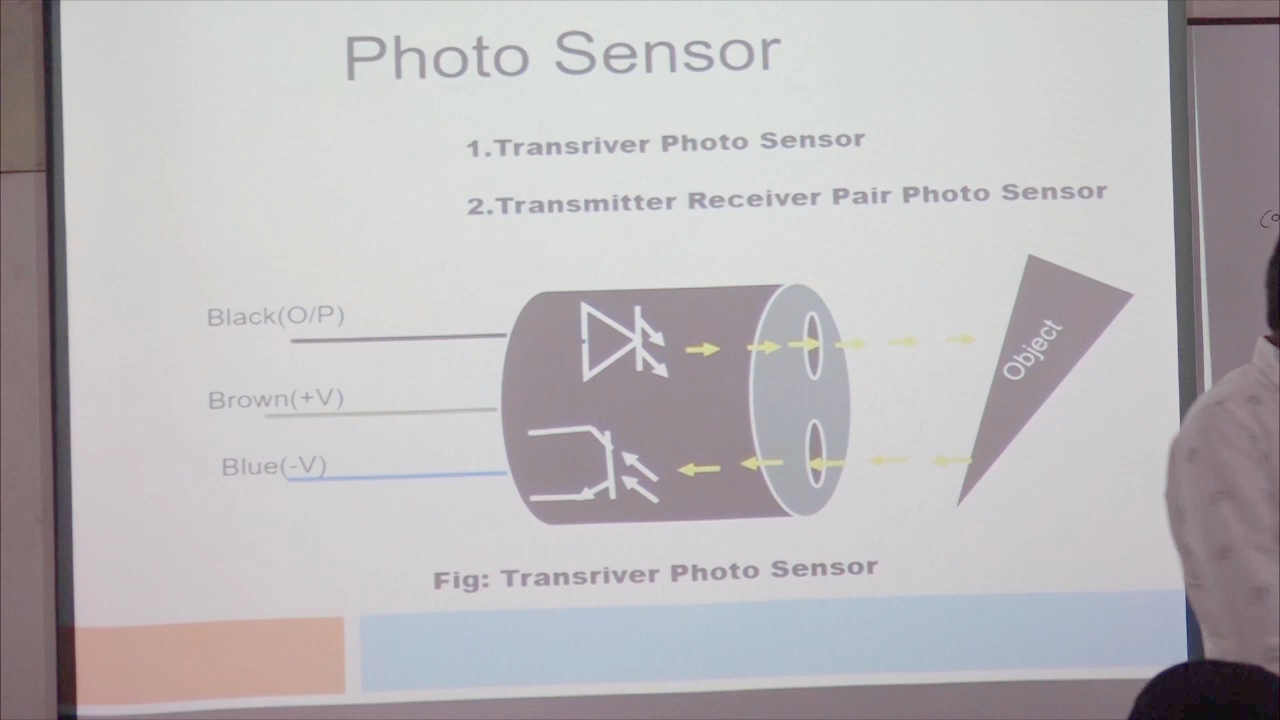 Photo Sensor
1.Transriver Photo Sensor
2.Transmitter Receiver Pair Photo Sensor
Black(O/P)
Brown(+V)
Blue(-V)
Object
Fig: Transriver Photo Sensor